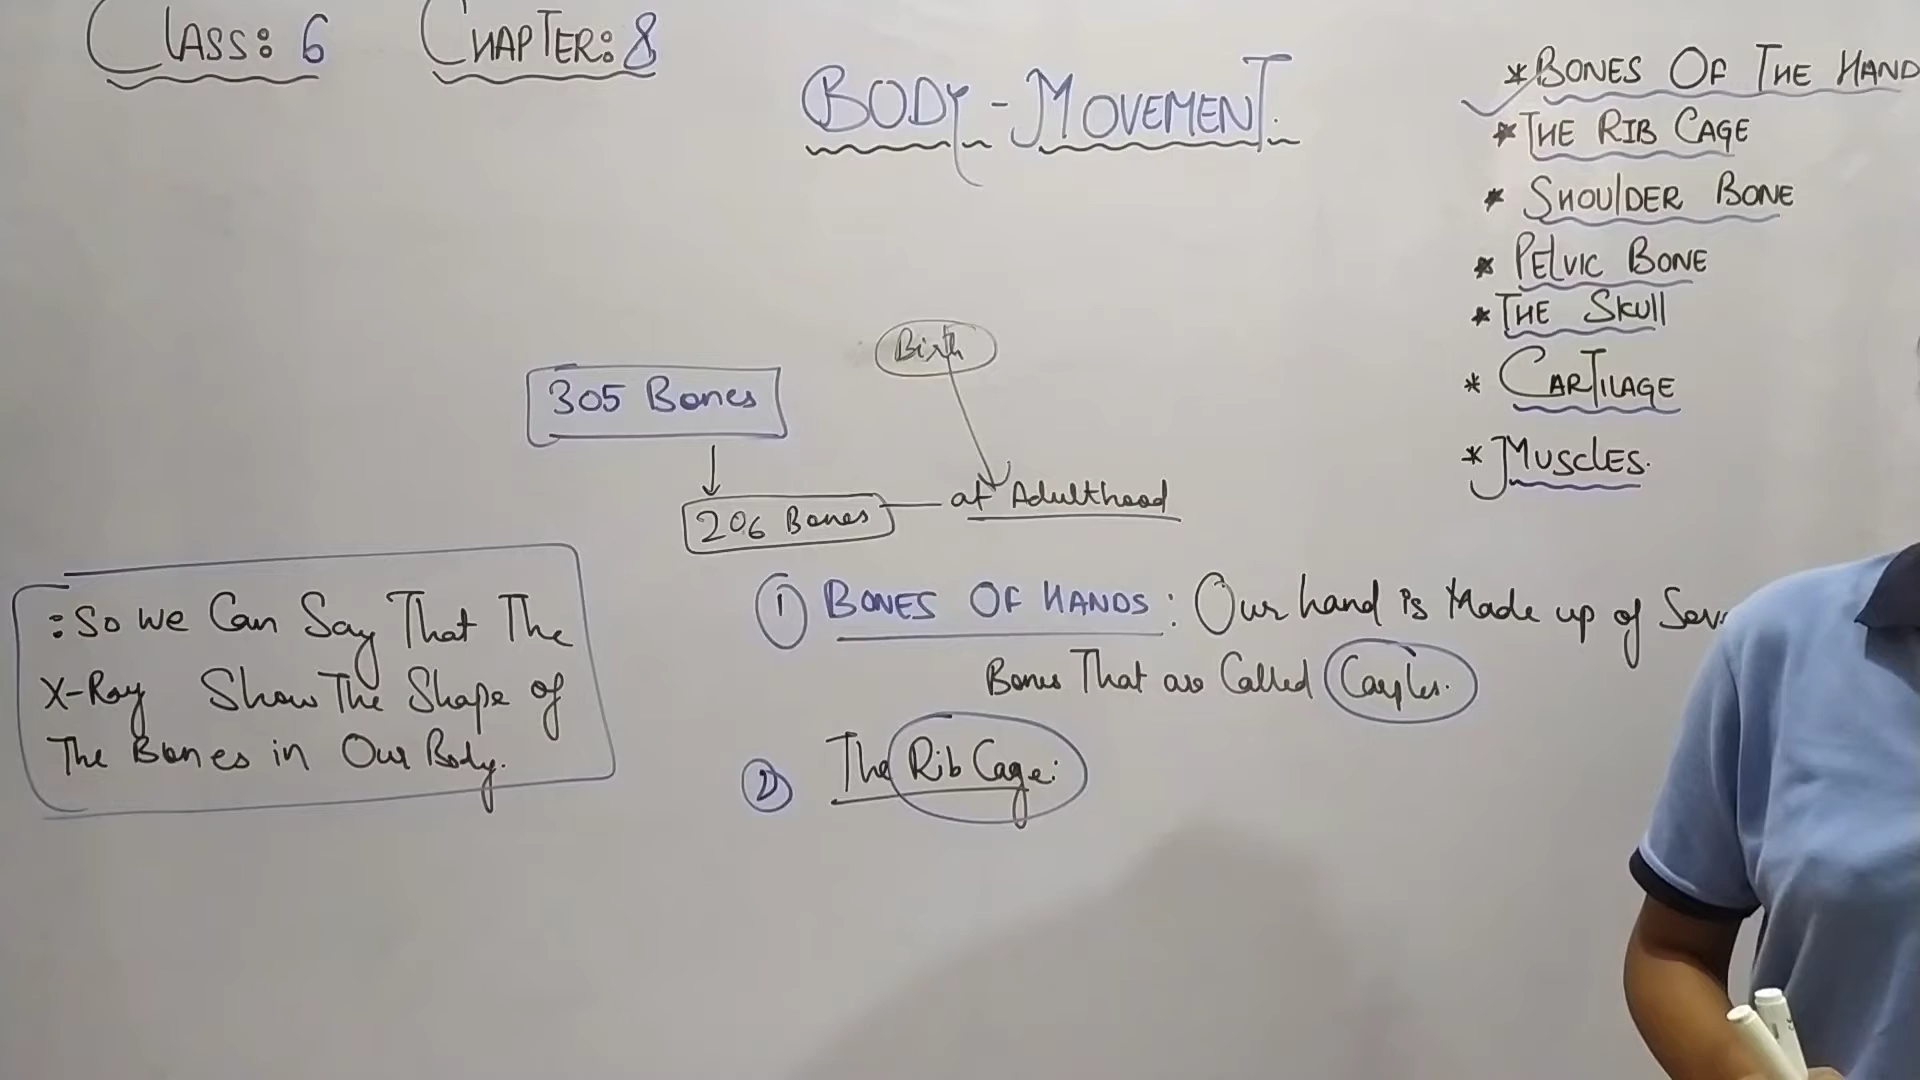 CLASS: 6 CHAPTER: 8
BODY - MOVEMENT.
*BONES OF THE HAND
*THE RIB CAGE
* SHOULDER BONE
* PELVIC BONE
*THE SKULL
* CARTILAGE
*MUSCLES.
Birth
305 Bones
206 Bones — at Adulthood
:So we Can Say That The
X-Ray Show The Shape of
The Bones in Our Body.
① BONES OF HANDS: Our hand is Made up of
Bones That are Called
② The Rib Cage: